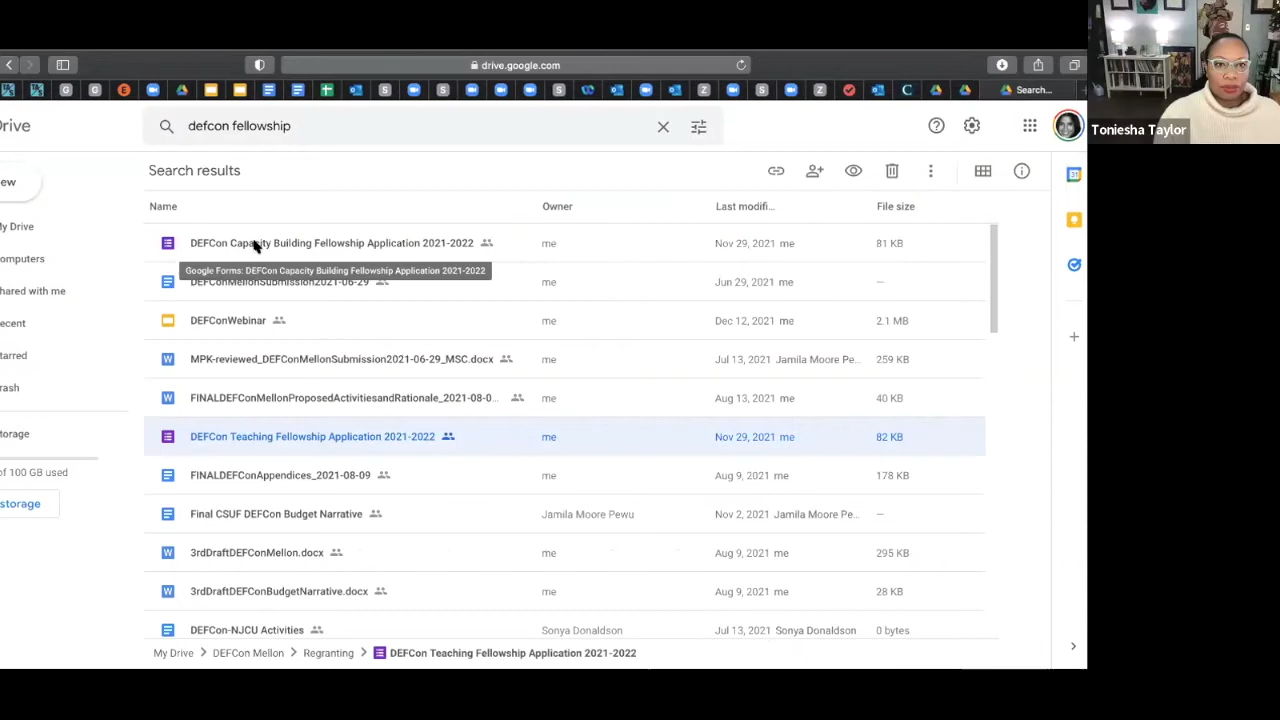 drive.google.com
Search...
Drive
defcon fellowship
Toniesha Taylor
ew
Search results
Name Owner Last modifi... File size
My Drive
omputers
hared with me
ecent
tarred
rash
torage
of 100 GB used
storage
DEFCon Capacity Building Fellowship Application 2021-2022 me Nov 29, 2021 me 81 KB
Google Forms: DEFCon Capacity Building Fellowship Application 2021-2022
DEFConMellonSubmission2021-06-29 me Jun 29, 2021 me —
DEFConWebinar me Dec 12, 2021 me 2.1 MB
MPK-reviewed_DEFConMellonSubmission2021-06-29_MSC.docx me Jul 13, 2021 Jamila Moore Pe... 259 KB
FINALDEFConMellonProposedActivitiesandRationale_2021-08-0... me Aug 13, 2021 me 40 KB
DEFCon Teaching Fellowship Application 2021-2022 me Nov 29, 2021 me 82 KB
FINALDEFConAppendices_2021-08-09 me Aug 9, 2021 me 178 KB
Final CSUF DEFCon Budget Narrative Jamila Moore Pewu Nov 2, 2021 Jamila Moore Pe... —
3rdDraftDEFConMellon.docx me Aug 9, 2021 me 295 KB
3rdDraftDEFConBudgetNarrative.docx me Aug 9, 2021 me 28 KB
DEFCon-NJCU Activities Sonya Donaldson Jul 13, 2021 Sonya Donaldson 0 bytes
My Drive > DEFCon Mellon > Regranting > DEFCon Teaching Fellowship Application 2021-2022